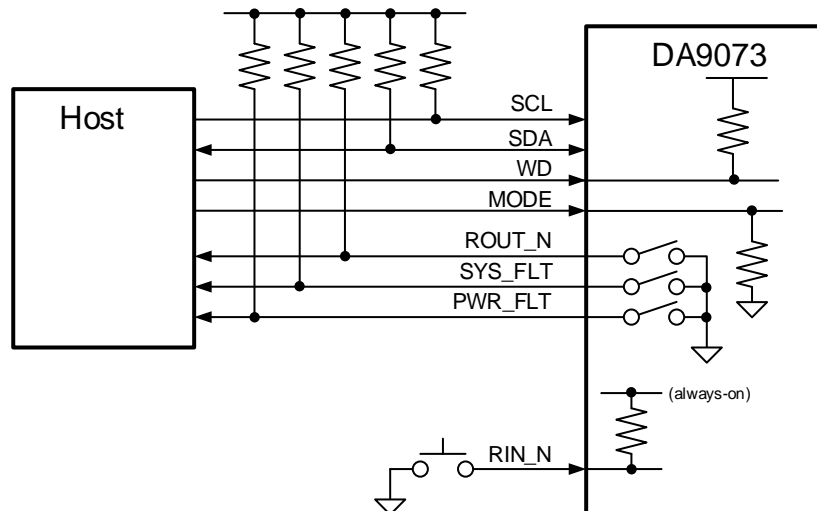 DA9073
Host
SCL
SDA
WD
MODE
ROUT_N
SYS_FLT
PWR_FLT
(always-on)
RIN_N